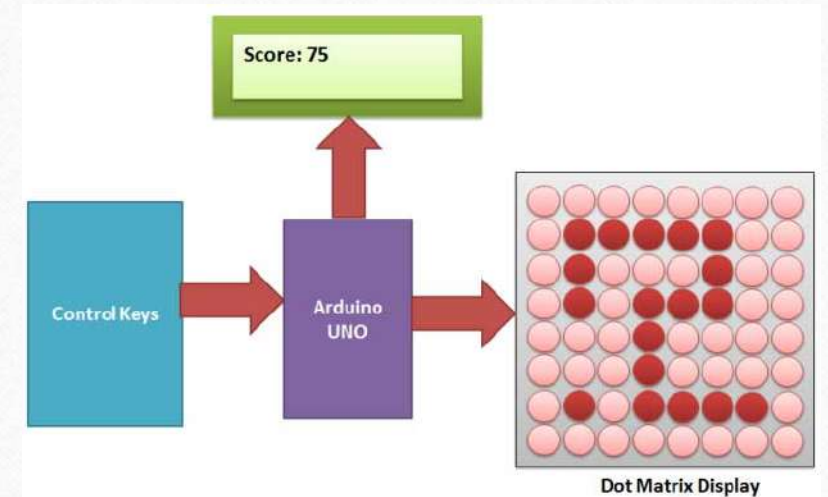 Score: 75
Control Keys
Arduino
UNO
Dot Matrix Display